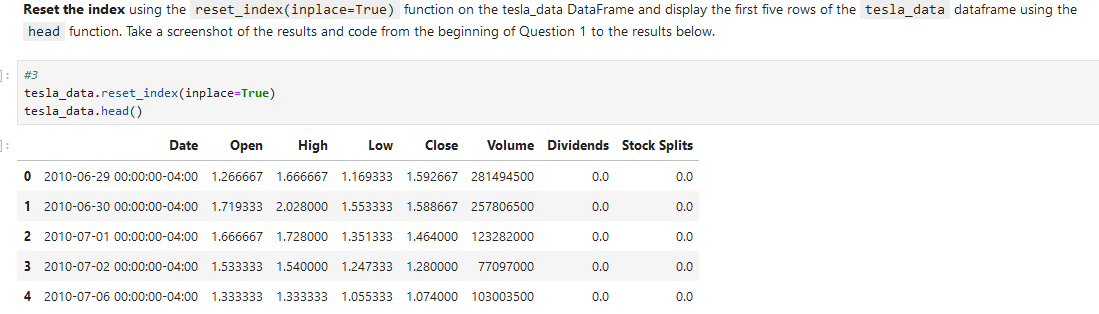 Reset the index using the reset_index(inplace=True) function on the tesla_data DataFrame and display the first five rows of the tesla_data dataframe using the
head function. Take a screenshot of the results and code from the beginning of Question 1 to the results below.
]: #3
tesla_data.reset_index(inplace=True)
tesla_data.head()
]: Date Open High Low Close Volume Dividends Stock Splits
0 2010-06-29 00:00:00-04:00 1.266667 1.666667 1.169333 1.592667 281494500 0.0 0.0
1 2010-06-30 00:00:00-04:00 1.719333 2.028000 1.553333 1.588667 257806500 0.0 0.0
2 2010-07-01 00:00:00-04:00 1.666667 1.728000 1.351333 1.464000 123282000 0.0 0.0
3 2010-07-02 00:00:00-04:00 1.533333 1.540000 1.247333 1.280000 77097000 0.0 0.0
4 2010-07-06 00:00:00-04:00 1.333333 1.333333 1.055333 1.074000 103003500 0.0 0.0